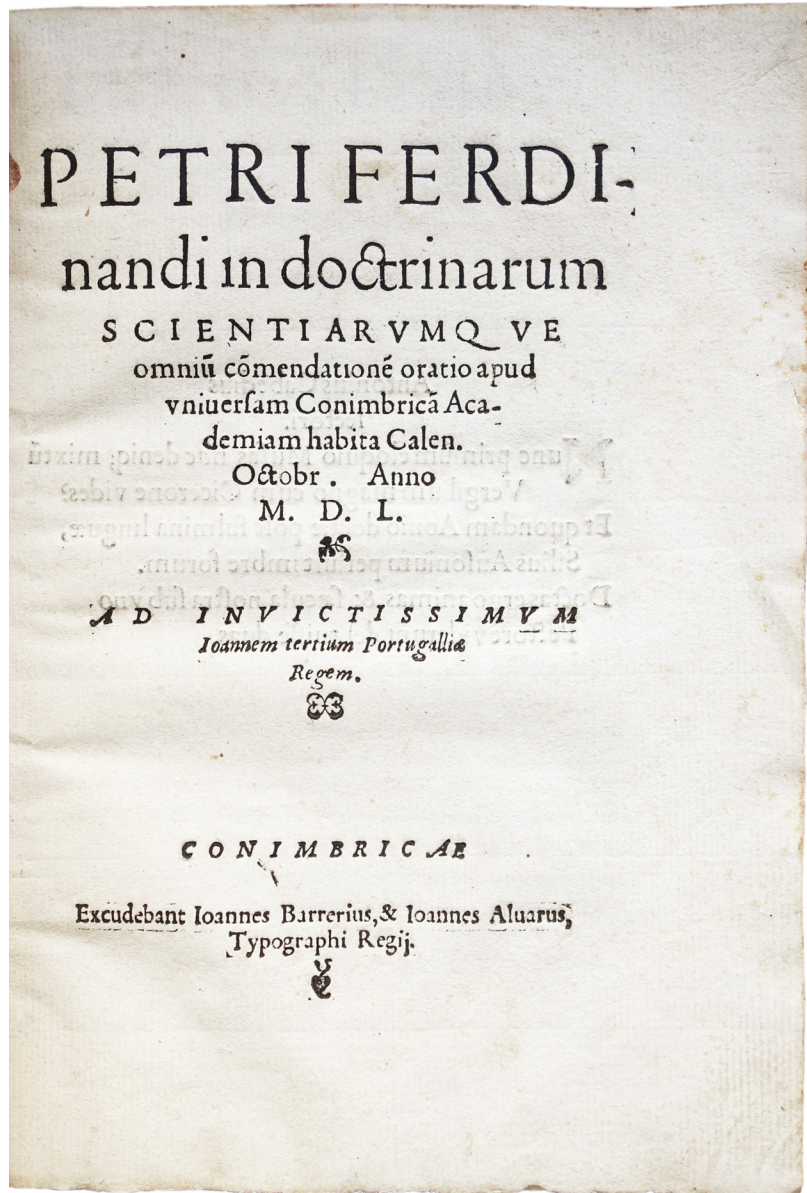 PETRI FERDI-
nandi in doctrinarum
SCIENTIARVMQVE
omniũ cõmendationẽ oratio apud
vniuerſam Conimbricã Aca-
demiam habita Calen.
Octobr . Anno
M. D. L.
AD INVICTISSIMVM
Ioannem tertium Portugalliæ
Regem.
CONIMBRICAE
Excudebant Ioannes Barrerius, & Ioannes Aluarus,
Typographi Regij.